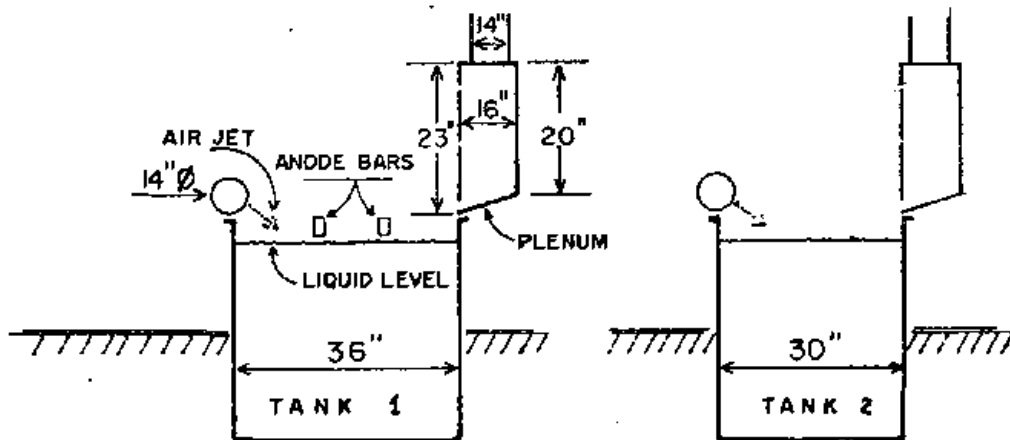 14"
23"
16"
20"
AIR JET
ANODE BARS
14"Ø
PLENUM
LIQUID LEVEL
36"
30"
TANK 1
TANK 2